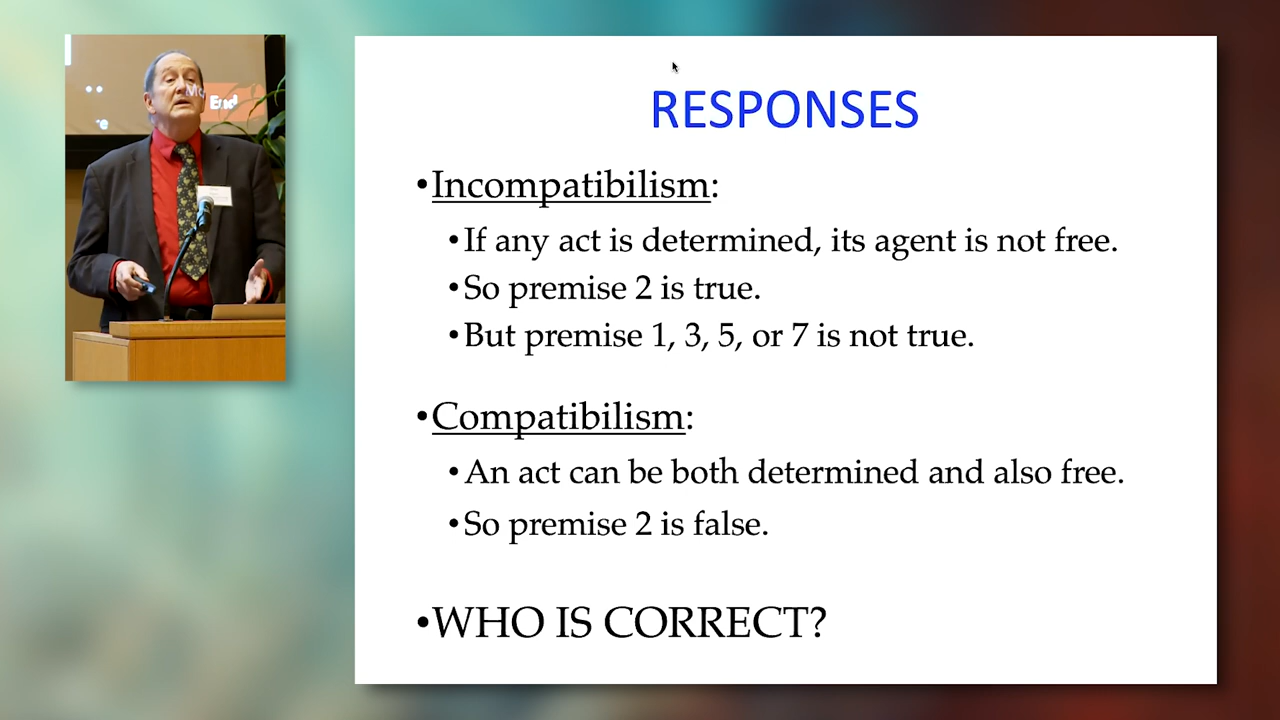 Mc
End
RESPONSES
•Incompatibilism:
•If any act is determined, its agent is not free.
•So premise 2 is true.
•But premise 1, 3, 5, or 7 is not true.
•Compatibilism:
•An act can be both determined and also free.
•So premise 2 is false.
•WHO IS CORRECT?